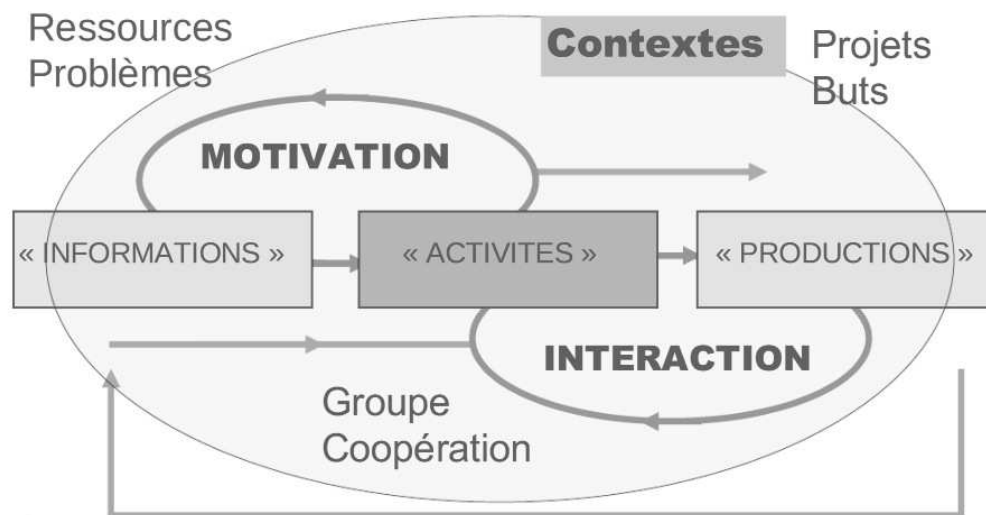 Ressources
Problèmes
Contextes
Projets
Buts
MOTIVATION
« INFORMATIONS »
« ACTIVITES »
« PRODUCTIONS »
INTERACTION
Groupe
Coopération